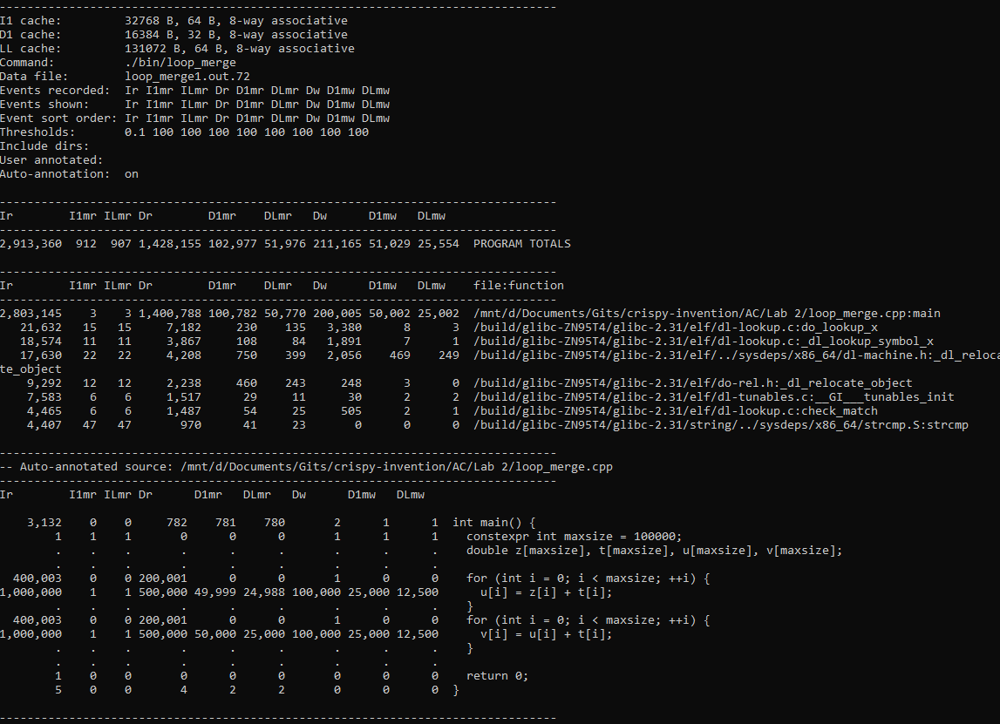 --------------------------------------------------------------------------------
I1 cache:         32768 B, 64 B, 8-way associative
D1 cache:         16384 B, 32 B, 8-way associative
LL cache:         131072 B, 64 B, 8-way associative
Command:          ./bin/loop_merge
Data file:        loop_merge1.out.72
Events recorded:  Ir I1mr ILmr Dr D1mr DLmr Dw D1mw DLmw
Events shown:     Ir I1mr ILmr Dr D1mr DLmr Dw D1mw DLmw
Event sort order: Ir I1mr ILmr Dr D1mr DLmr Dw D1mw DLmw
Thresholds:       0.1 100 100 100 100 100 100 100 100
Include dirs:
User annotated:
Auto-annotation:  on

--------------------------------------------------------------------------------
Ir        I1mr ILmr Dr        D1mr    DLmr   Dw      D1mw   DLmw
--------------------------------------------------------------------------------
2,913,360  912  907 1,428,155 102,977 51,976 211,165 51,029 25,554  PROGRAM TOTALS

--------------------------------------------------------------------------------
Ir        I1mr ILmr Dr        D1mr    DLmr   Dw      D1mw   DLmw    file:function
--------------------------------------------------------------------------------
2,803,145    3    3 1,400,788 100,782 50,770 200,005 50,002 25,002  /mnt/d/Documents/Gits/crispy-invention/AC/Lab 2/loop_merge.cpp:main
   21,632   15   15     7,182     230    135   3,380      8      3  /build/glibc-ZN95T4/glibc-2.31/elf/dl-lookup.c:do_lookup_x
   18,574   11   11     3,867     108     84   1,891      7      1  /build/glibc-ZN95T4/glibc-2.31/elf/dl-lookup.c:_dl_lookup_symbol_x
   17,630   22   22     4,208     750    399   2,056    469    249  /build/glibc-ZN95T4/glibc-2.31/elf/../sysdeps/x86_64/dl-machine.h:_dl_reloca
te_object
    9,292   12   12     2,238     460    243     248      3      0  /build/glibc-ZN95T4/glibc-2.31/elf/do-rel.h:_dl_relocate_object
    7,583    6    6     1,517      29     11      30      2      2  /build/glibc-ZN95T4/glibc-2.31/elf/dl-tunables.c:__GI___tunables_init
    4,465    6    6     1,487      54     25     505      2      1  /build/glibc-ZN95T4/glibc-2.31/elf/dl-lookup.c:check_match
    4,407   47   47       970      41     23       0      0      0  /build/glibc-ZN95T4/glibc-2.31/string/../sysdeps/x86_64/strcmp.S:strcmp

--------------------------------------------------------------------------------
-- Auto-annotated source: /mnt/d/Documents/Gits/crispy-invention/AC/Lab 2/loop_merge.cpp
--------------------------------------------------------------------------------
Ir        I1mr ILmr Dr      D1mr   DLmr   Dw      D1mw   DLmw

    3,132    0    0     782    781    780       2      1      1  int main() {
        1    1    1       0      0      0       1      1      1    constexpr int maxsize = 100000;
        .    .    .       .      .      .       .      .      .    double z[maxsize], t[maxsize], u[maxsize], v[maxsize];
        .    .    .       .      .      .       .      .      .
  400,003    0    0 200,001      0      0       1      0      0    for (int i = 0; i < maxsize; ++i) {
1,000,000    1    1 500,000 49,999 24,988 100,000 25,000 12,500      u[i] = z[i] + t[i];
        .    .    .       .      .      .       .      .      .    }
  400,003    0    0 200,001      0      0       1      0      0    for (int i = 0; i < maxsize; ++i) {
1,000,000    1    1 500,000 50,000 25,000 100,000 25,000 12,500      v[i] = u[i] + t[i];
        .    .    .       .      .      .       .      .      .    }
        .    .    .       .      .      .       .      .      .
        1    0    0       0      0      0       0      0      0    return 0;
        5    0    0       4      2      2       0      0      0  }

--------------------------------------------------------------------------------